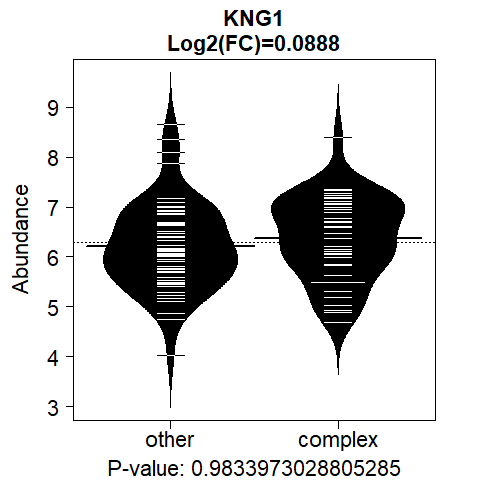 KNG1
Log2(FC)=0.0888
Abundance
9
8
7
6
5
4
3
other complex
P-value: 0.9833973028805285